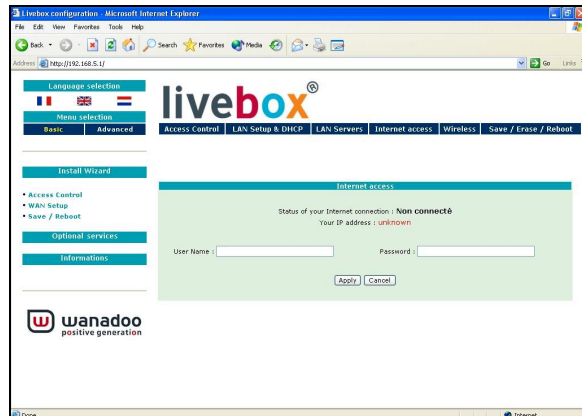 Livebox configuration - Microsoft Internet Explorer
File Edit View Favorites Tools Help
Back Search Favorites Media
Address http://192.168.5.1/ Go Links
Language selection
Menu selection
Basic Advanced
livebox®
Access Control LAN Setup & DHCP LAN Servers Internet access Wireless Save / Erase / Reboot
Install Wizard
Access Control
WAN Setup
Save / Reboot
Optional services
Informations
Internet access
Status of your Internet connection : Non connecté
Your IP address : unknown
User Name : Password :
Apply Cancel
wanadoo
positive generation
Done Internet